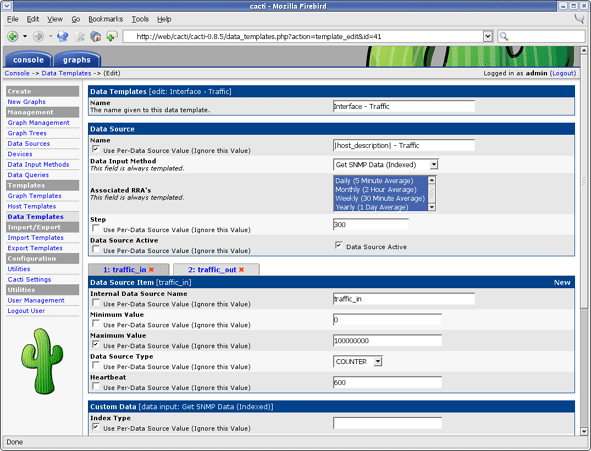 cacti - Mozilla Firebird
File Edit View Go Bookmarks Tools Help
http://web/cacti/cacti-0.8.5/data_templates.php?action=template_edit&id=41
console graphs
Console -> Data Templates -> (Edit) Logged in as admin (Logout)
Create
New Graphs
Management
Graph Management
Graph Trees
Data Sources
Devices
Data Input Methods
Data Queries
Templates
Graph Templates
Host Templates
Data Templates
Import/Export
Import Templates
Export Templates
Configuration
Utilities
Cacti Settings
Utilities
User Management
Logout User
Data Templates [edit: Interface - Traffic]
Name
The name given to this data template.
Interface - Traffic
Data Source
Name
Use Per-Data Source Value (Ignore this Value)
|host_description| - Traffic
Data Input Method
This field is always templated.
Get SNMP Data (Indexed)
Associated RRA's
This field is always templated.
Daily (5 Minute Average)
Monthly (2 Hour Average)
Weekly (30 Minute Average)
Yearly (1 Day Average)
Step
Use Per-Data Source Value (Ignore this Value)
300
Data Source Active
Use Per-Data Source Value (Ignore this Value)
Data Source Active
1: traffic_in 2: traffic_out
Data Source Item [traffic_in] New
Internal Data Source Name
Use Per-Data Source Value (Ignore this Value)
traffic_in
Minimum Value
Use Per-Data Source Value (Ignore this Value)
0
Maximum Value
Use Per-Data Source Value (Ignore this Value)
100000000
Data Source Type
Use Per-Data Source Value (Ignore this Value)
COUNTER
Heartbeat
Use Per-Data Source Value (Ignore this Value)
600
Custom Data [data input: Get SNMP Data (Indexed)]
Index Type
Use Per-Data Source Value (Ignore this Value)
Done